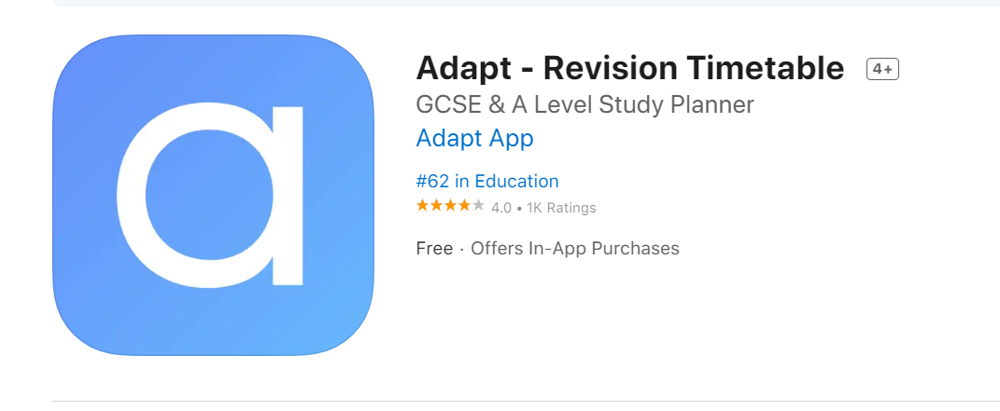 a
Adapt - Revision Timetable 4+
GCSE & A Level Study Planner
Adapt App
#62 in Education
4.0 • 1K Ratings
Free · Offers In-App Purchases